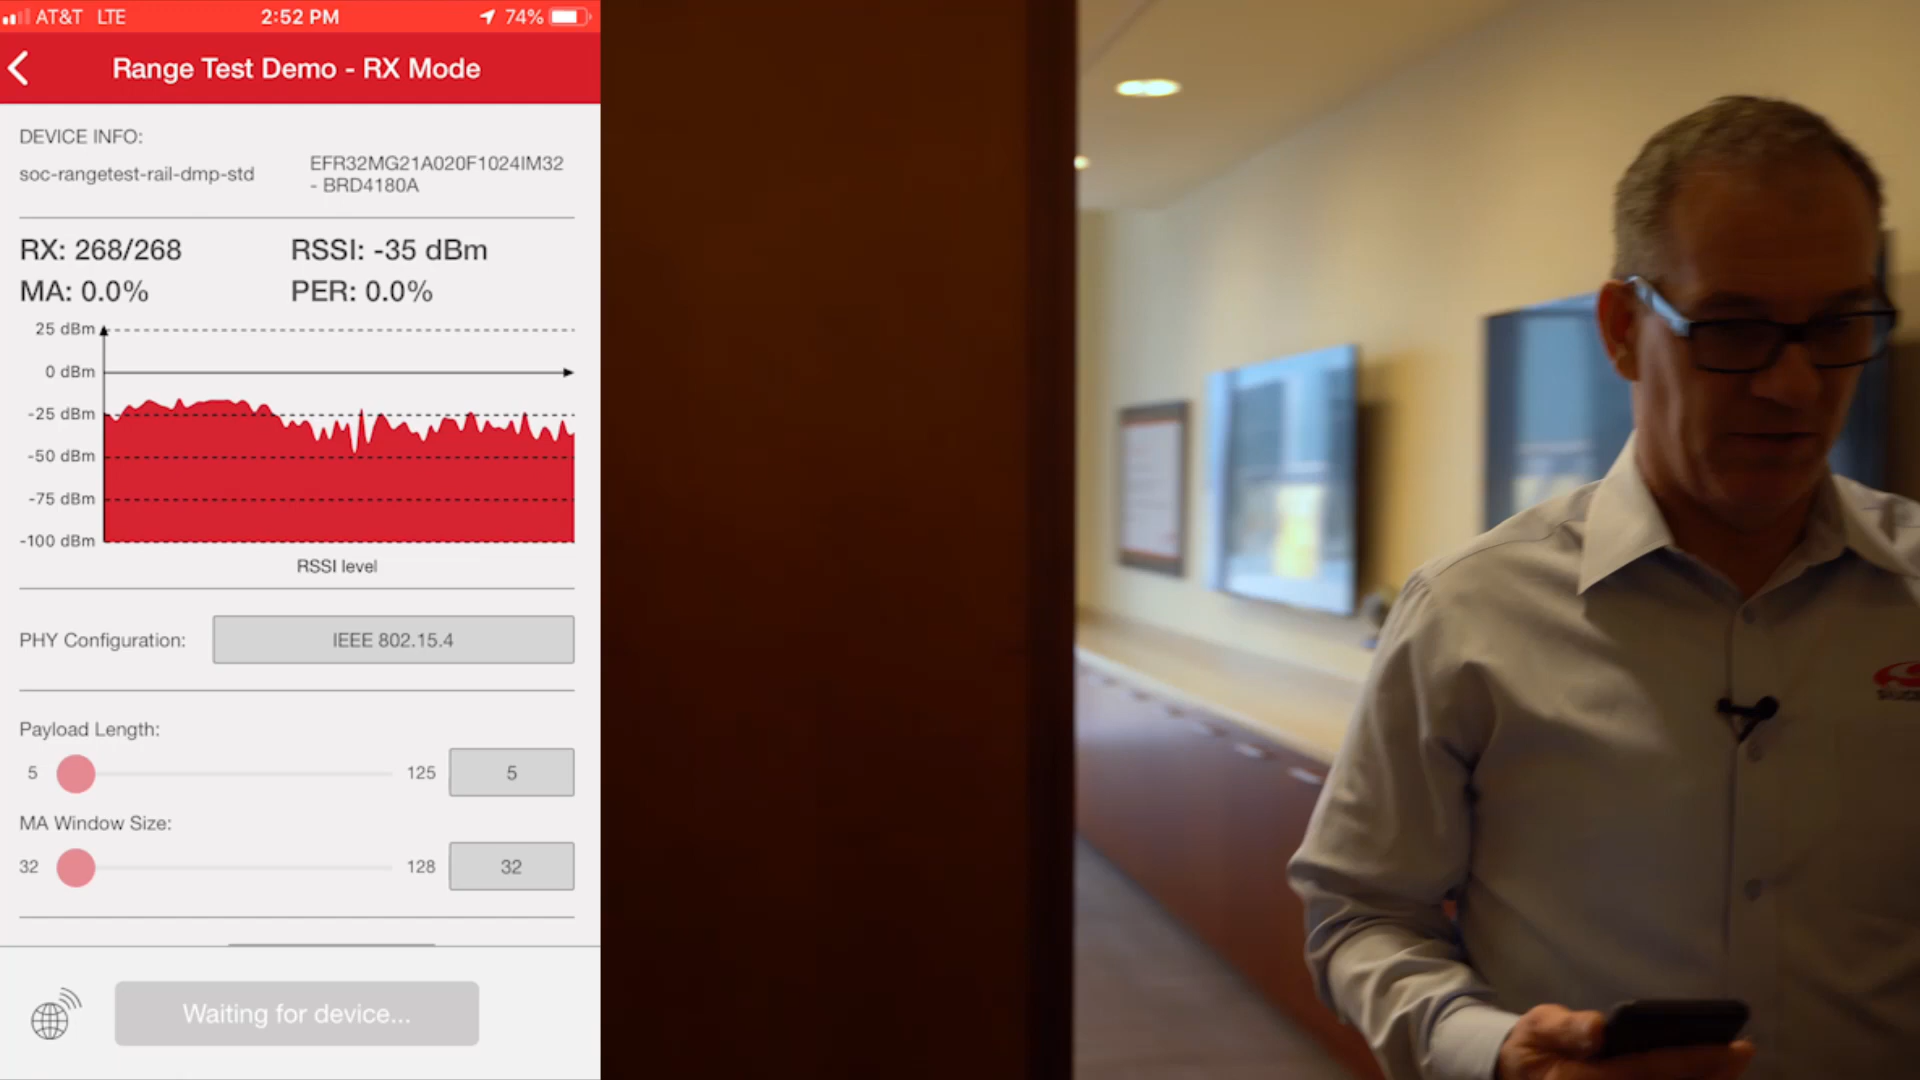 AT&T LTE 2:52 PM 74%
Range Test Demo - RX Mode
DEVICE INFO:
soc-rangetest-rail-dmp-std
EFR32MG21A020F1024IM32
- BRD4180A
RX: 268/268 RSSI: -35 dBm
MA: 0.0% PER: 0.0%
25 dBm
0 dBm
-25 dBm
-50 dBm
-75 dBm
-100 dBm
RSSI level
PHY Configuration: IEEE 802.15.4
Payload Length:
5 125 5
MA Window Size:
32 128 32
Waiting for device...